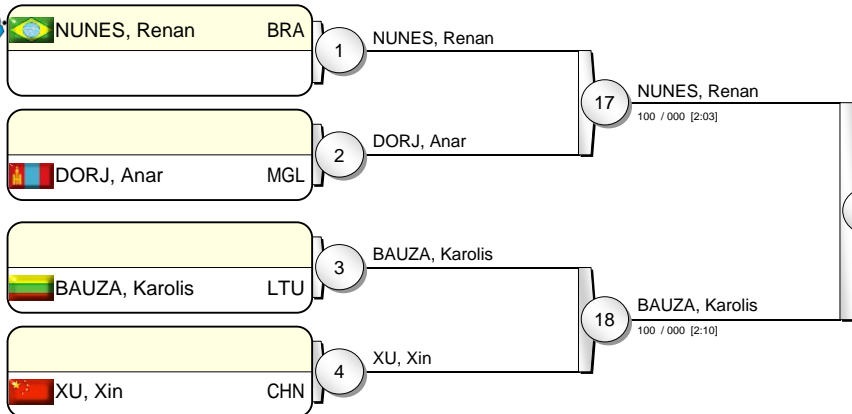 NUNES, Renan BRA
1
NUNES, Renan
17
NUNES, Renan
100 / 000 [2:03]
2
DORJ, Anar
DORJ, Anar MGL
BAUZA, Karolis LTU
3
BAUZA, Karolis
18
BAUZA, Karolis
100 / 000 [2:10]
4
XU, Xin
XU, Xin CHN